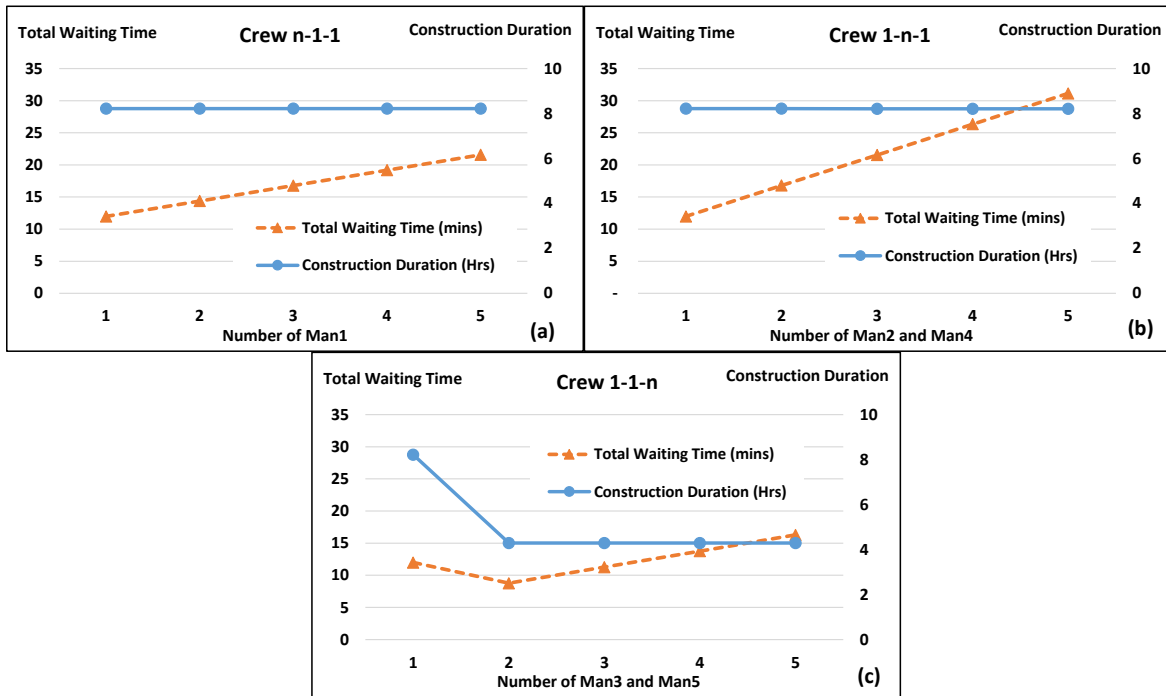 Total Waiting Time
Crew n-1-1
Construction Duration
35
30
25
20
15
10
5
0
10
8
6
4
2
0
Total Waiting Time (mins)
Construction Duration (Hrs)
1 2 3 4 5
Number of Man1
(a)
Total Waiting Time
Crew 1-n-1
Construction Duration
35
30
25
20
15
10
5
-
10
8
6
4
2
0
Total Waiting Time (mins)
Construction Duration (Hrs)
1 2 3 4 5
Number of Man2 and Man4
(b)
Total Waiting Time
Crew 1-1-n
Construction Duration
35
30
25
20
15
10
5
0
10
8
6
4
2
0
Total Waiting Time (mins)
Construction Duration (Hrs)
1 2 3 4 5
Number of Man3 and Man5
(c)